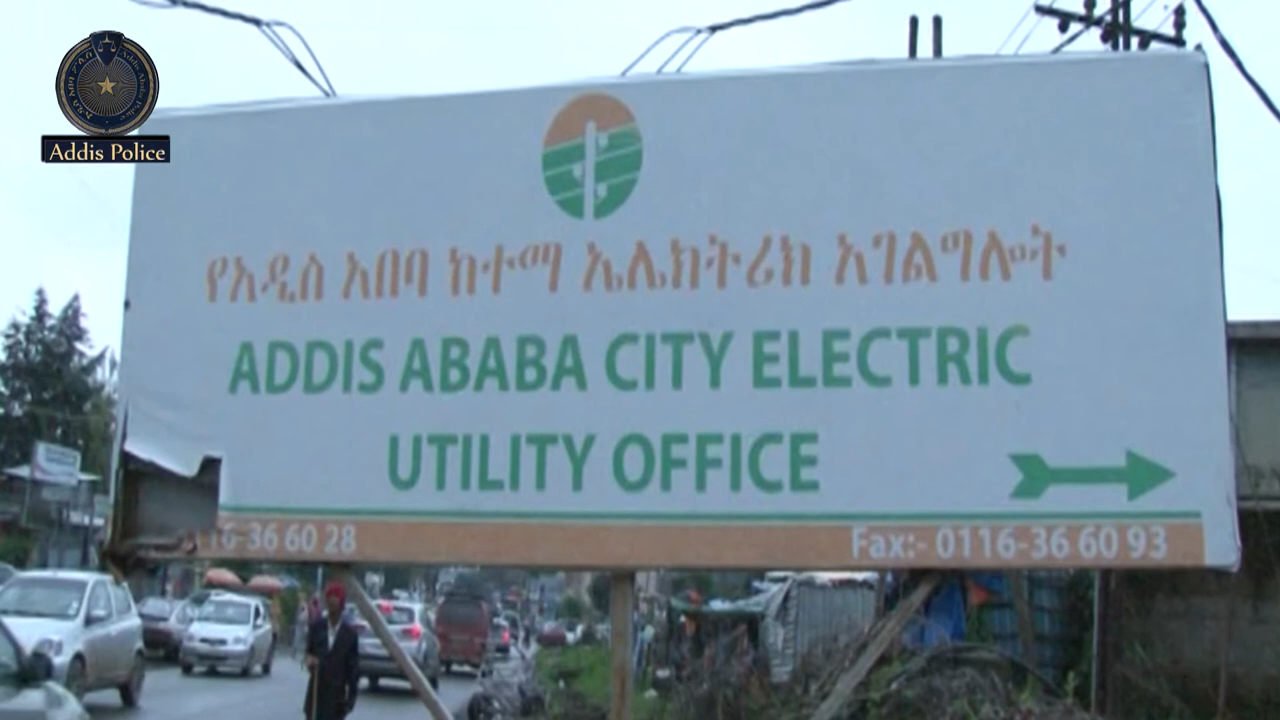 Addis Police
የአዲስ አበባ ከተማ ኤሌክትሪክ አገልግሎት
ADDIS ABABA CITY ELECTRIC
UTILITY OFFICE
16-36 60 28
Fax:- 0116-36 60 93